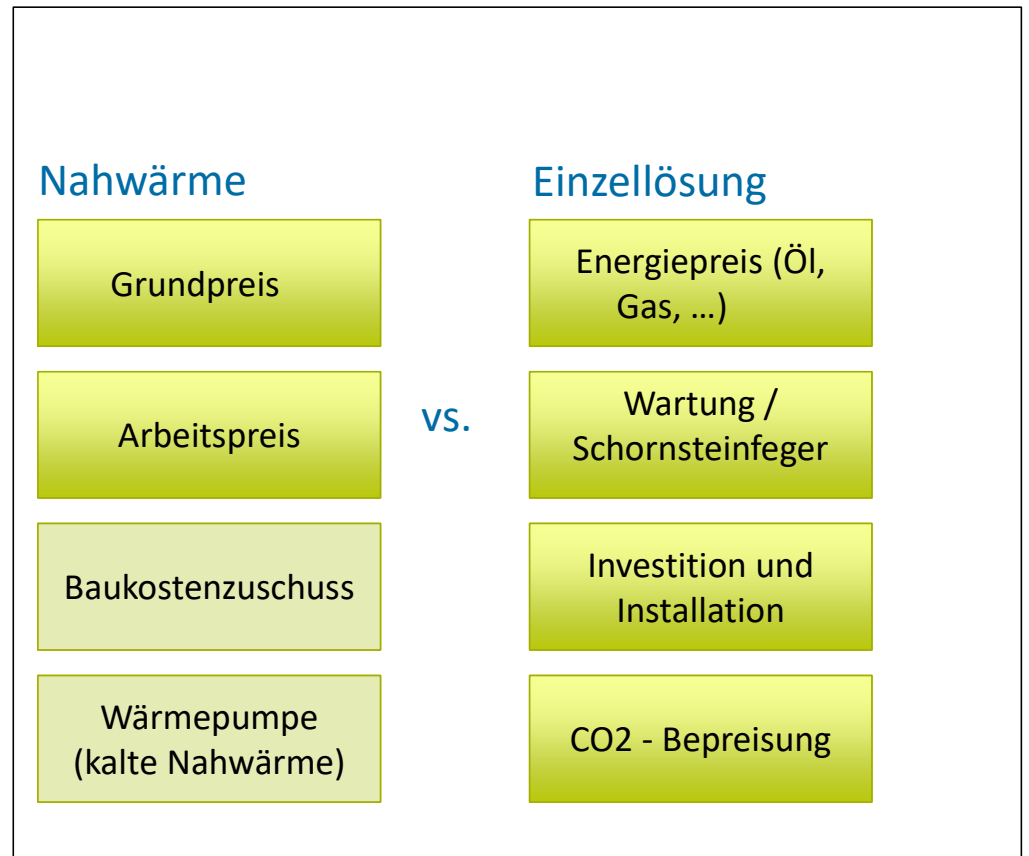 Nahwärme
Grundpreis
Arbeitspreis
Baukostenzuschuss
Wärmepumpe
(kalte Nahwärme)
vs.
Einzellösung
Energiepreis (Öl,
Gas, …)
Wartung /
Schornsteinfeger
Investition und
Installation
CO2 - Bepreisung